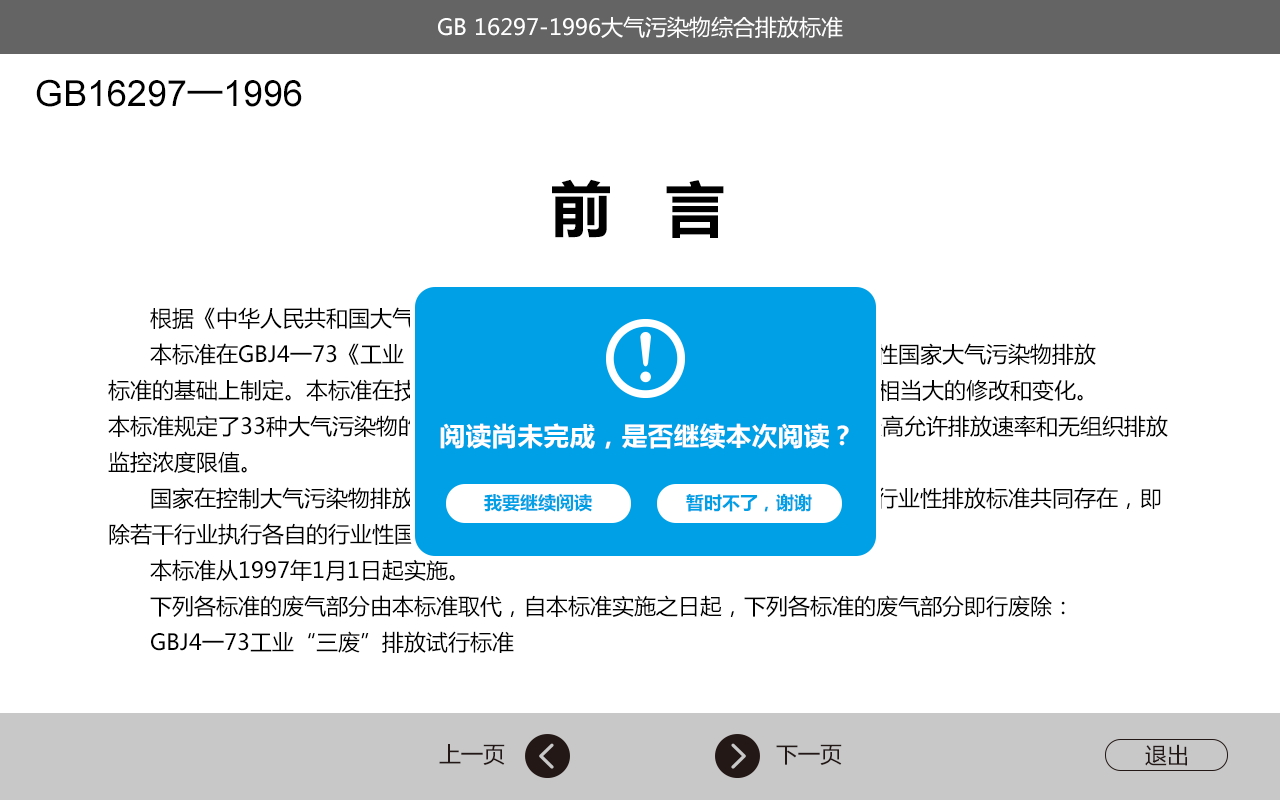 GB 16297-1996大气污染物综合排放标准
GB16297—1996
前 言
根据《中华人民共和国大气
本标准在GBJ4—73《工业
性国家大气污染物排放
标准的基础上制定。本标准在技
相当大的修改和变化。
本标准规定了33种大气污染物的
高允许排放速率和无组织排放
监控浓度限值。
国家在控制大气污染物排放
行业性排放标准共同存在，即
除若干行业执行各自的行业性国
阅读尚未完成，是否继续本次阅读？
我要继续阅读
暂时不了，谢谢
本标准从1997年1月1日起实施。
下列各标准的废气部分由本标准取代，自本标准实施之日起，下列各标准的废气部分即行废除：
GBJ4—73工业“三废”排放试行标准
上一页
下一页
退出